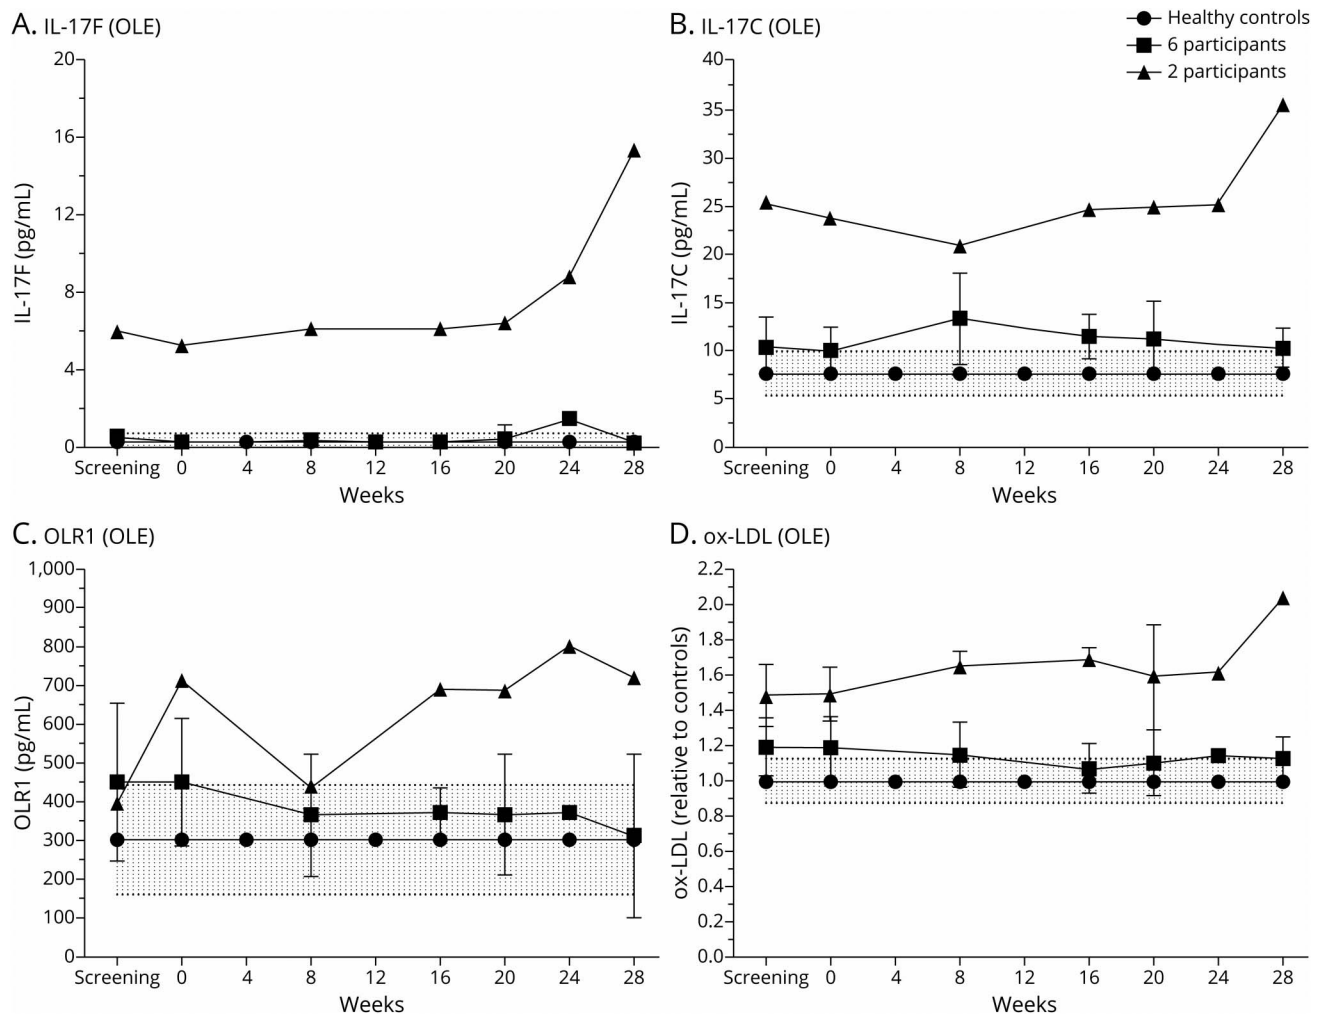 A. IL-17F (OLE)
20
16
12
8
4
0
IL-17F (pg/mL)
Screening 0 4 8 12 16 20 24 28
Weeks
B. IL-17C (OLE)
Healthy controls
6 participants
2 participants
40
35
30
25
20
15
10
5
0
IL-17C (pg/mL)
Screening 0 4 8 12 16 20 24 28
Weeks
C. OLR1 (OLE)
1,000
900
800
700
600
500
400
300
200
100
0
OLR1 (pg/mL)
Screening 0 4 8 12 16 20 24 28
Weeks
D. ox-LDL (OLE)
2.2
2.0
1.8
1.6
1.4
1.2
1.0
0.8
0.6
0.4
0.2
0.0
ox-LDL (relative to controls)
Screening 0 4 8 12 16 20 24 28
Weeks